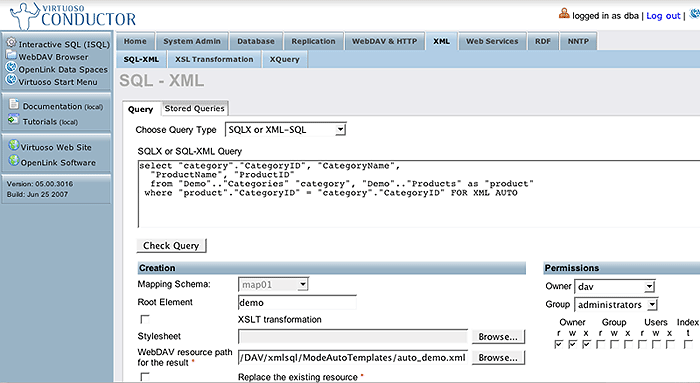 VIRTUOSO
CONDUCTOR
logged in as dba | Log out |
Interactive SQL (ISQL)
WebDAV Browser
OpenLink Data Spaces
Virtuoso Start Menu
Documentation (local)
Tutorials (local)
Virtuoso Web Site
OpenLink Software
Version: 05.00.3016
Build: Jun 25 2007
Home System Admin Database Replication WebDAV & HTTP XML Web Services RDF NNTP
SQL-XML XSL Transformation XQuery
SQL - XML
Query Stored Queries
Choose Query Type SQLX or XML-SQL
SQLX or SQL-XML Query
select "category"."CategoryID", "CategoryName",
"ProductName", "ProductID"
from "Demo".."Categories" "category", "Demo".."Products" as "product"
where "product"."CategoryID" = "category"."CategoryID" FOR XML AUTO
Check Query
Creation
Mapping Schema: map01
Root Element /demo
XSLT transformation
Stylesheet Browse...
WebDAV resource path
for the result * /DAV/xmlsql/ModeAutoTemplates/auto_demo.xml Browse...
Replace the existing resource *
Permissions
Owner dav
Group administrators
Owner Group Users Index
r w x r w x r w x t